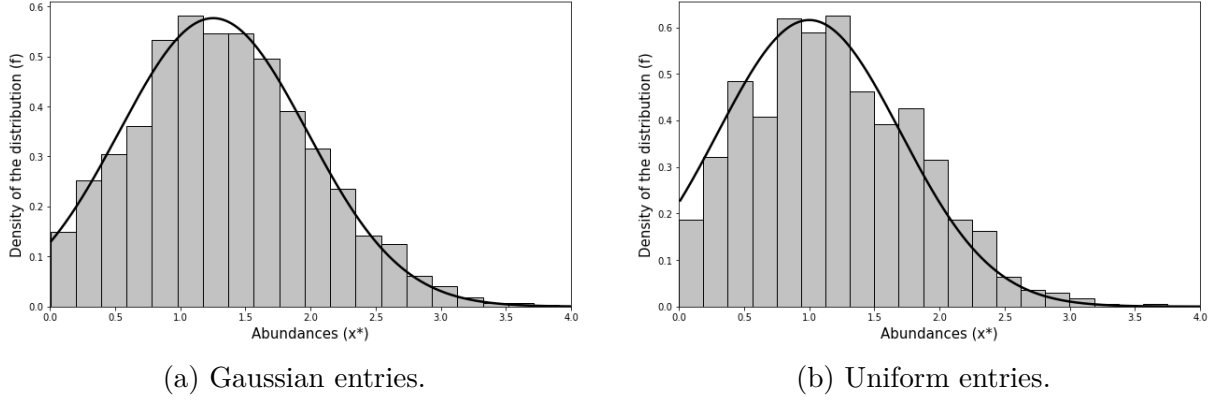 0.6
0.5
0.4
0.3
0.2
0.1
0.0
Density of the distribution (f)
0.0 0.5 1.0 1.5 2.0 2.5 3.0 3.5 4.0
Abundances (x*)
(a) Gaussian entries.
0.6
0.5
0.4
0.3
0.2
0.1
0.0
Density of the distribution (f)
0.0 0.5 1.0 1.5 2.0 2.5 3.0 3.5 4.0
Abundances (x*)
(b) Uniform entries.